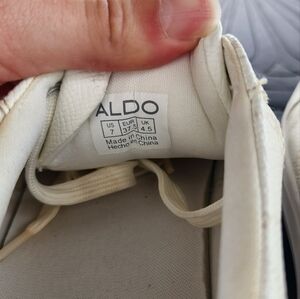 ALDO
US EUR UK
7 37.5 4.5
Made in China
Hecho en China